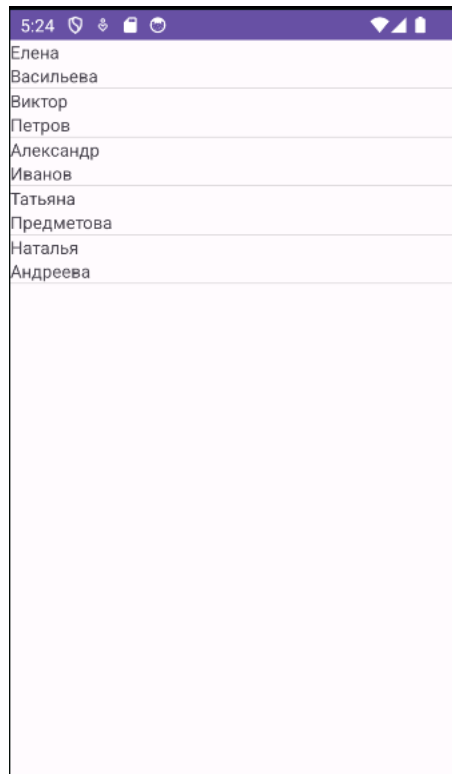 5:24
Елена
Васильева
Виктор
Петров
Александр
Иванов
Татьяна
Предметова
Наталья
Андреева